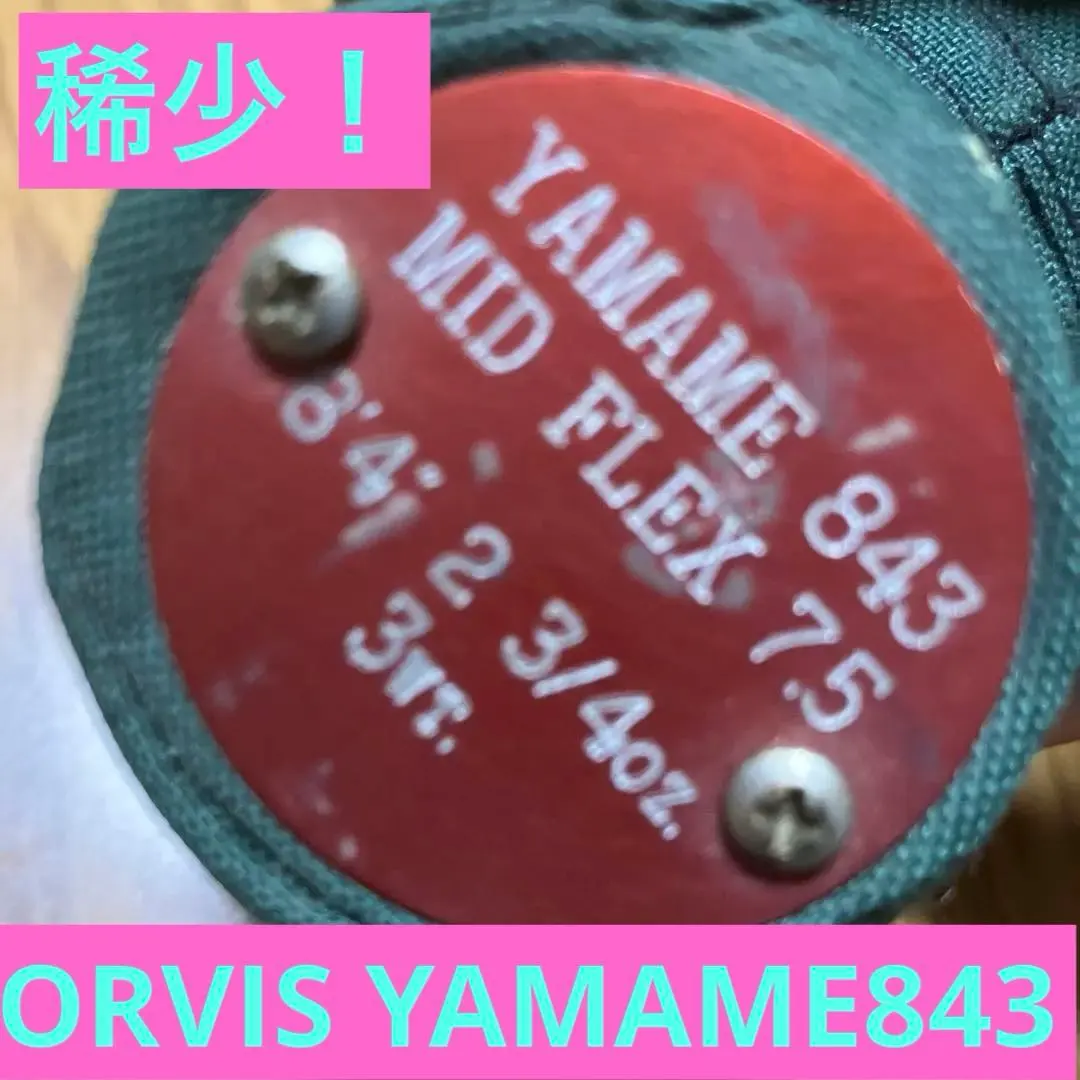 稀少！
YAMAME 843
MID FLEX 7.5
8'4" 2 3/4oz.
3WT.
ORVIS YAMAME843